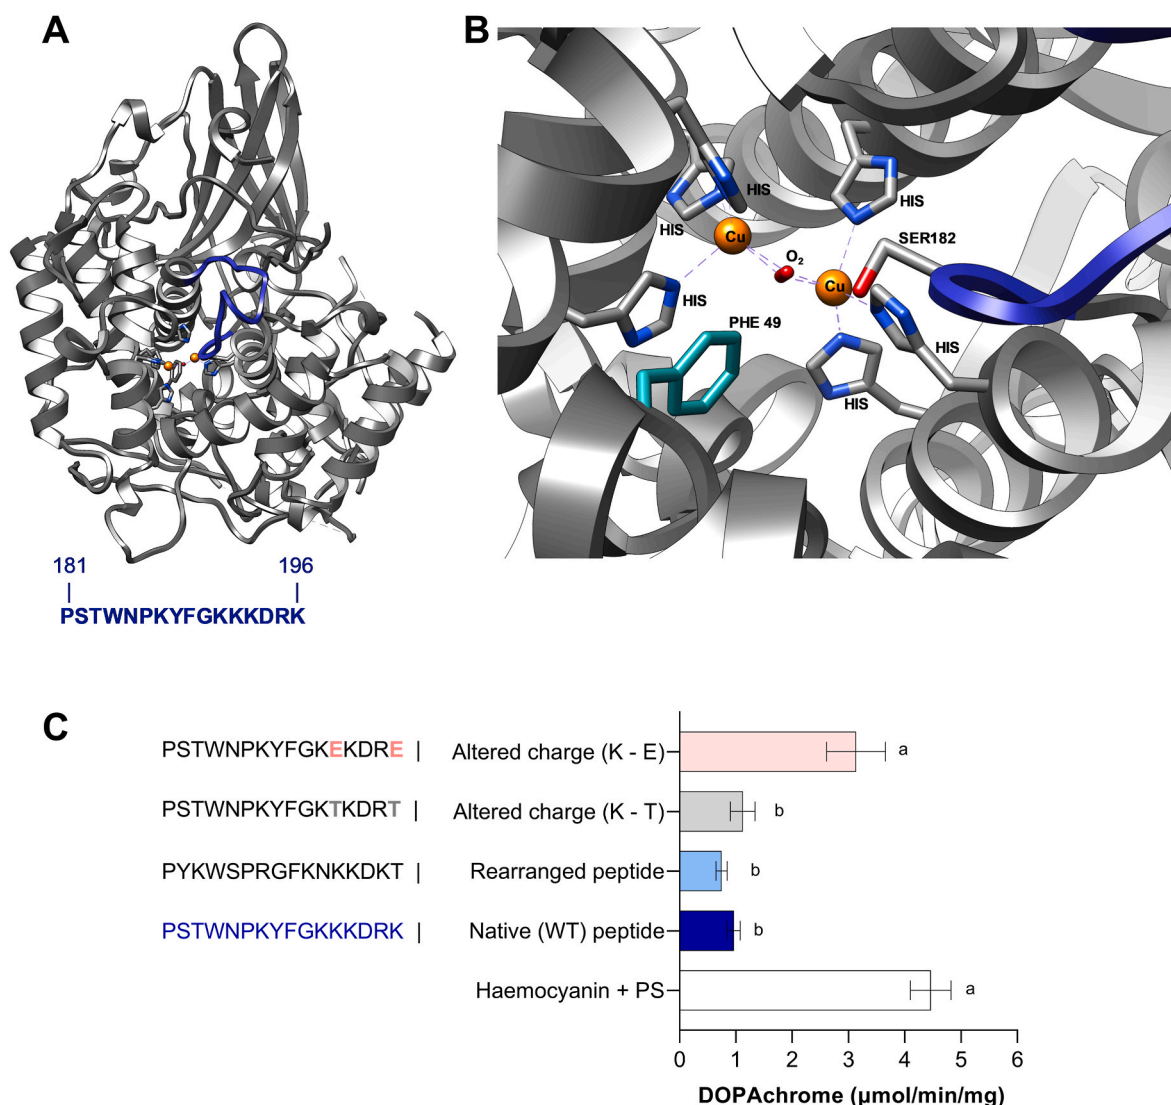 A
181 196
PSTWNPKYFGKKKDRK
B
HIS
HIS
HIS
SER182
Cu
O₂
Cu
HIS
PHE 49
HIS
HIS
C
PSTWNPKYFGKEKDRE | Altered charge (K - E) a
PSTWNPKYFGKTKDRT | Altered charge (K - T) b
PYKWSPRGFKNKKDKT | Rearranged peptide b
PSTWNPKYFGKKKDRK | Native (WT) peptide b
Haemocyanin + PS a
0 1 2 3 4 5 6
DOPAchrome (µmol/min/mg)